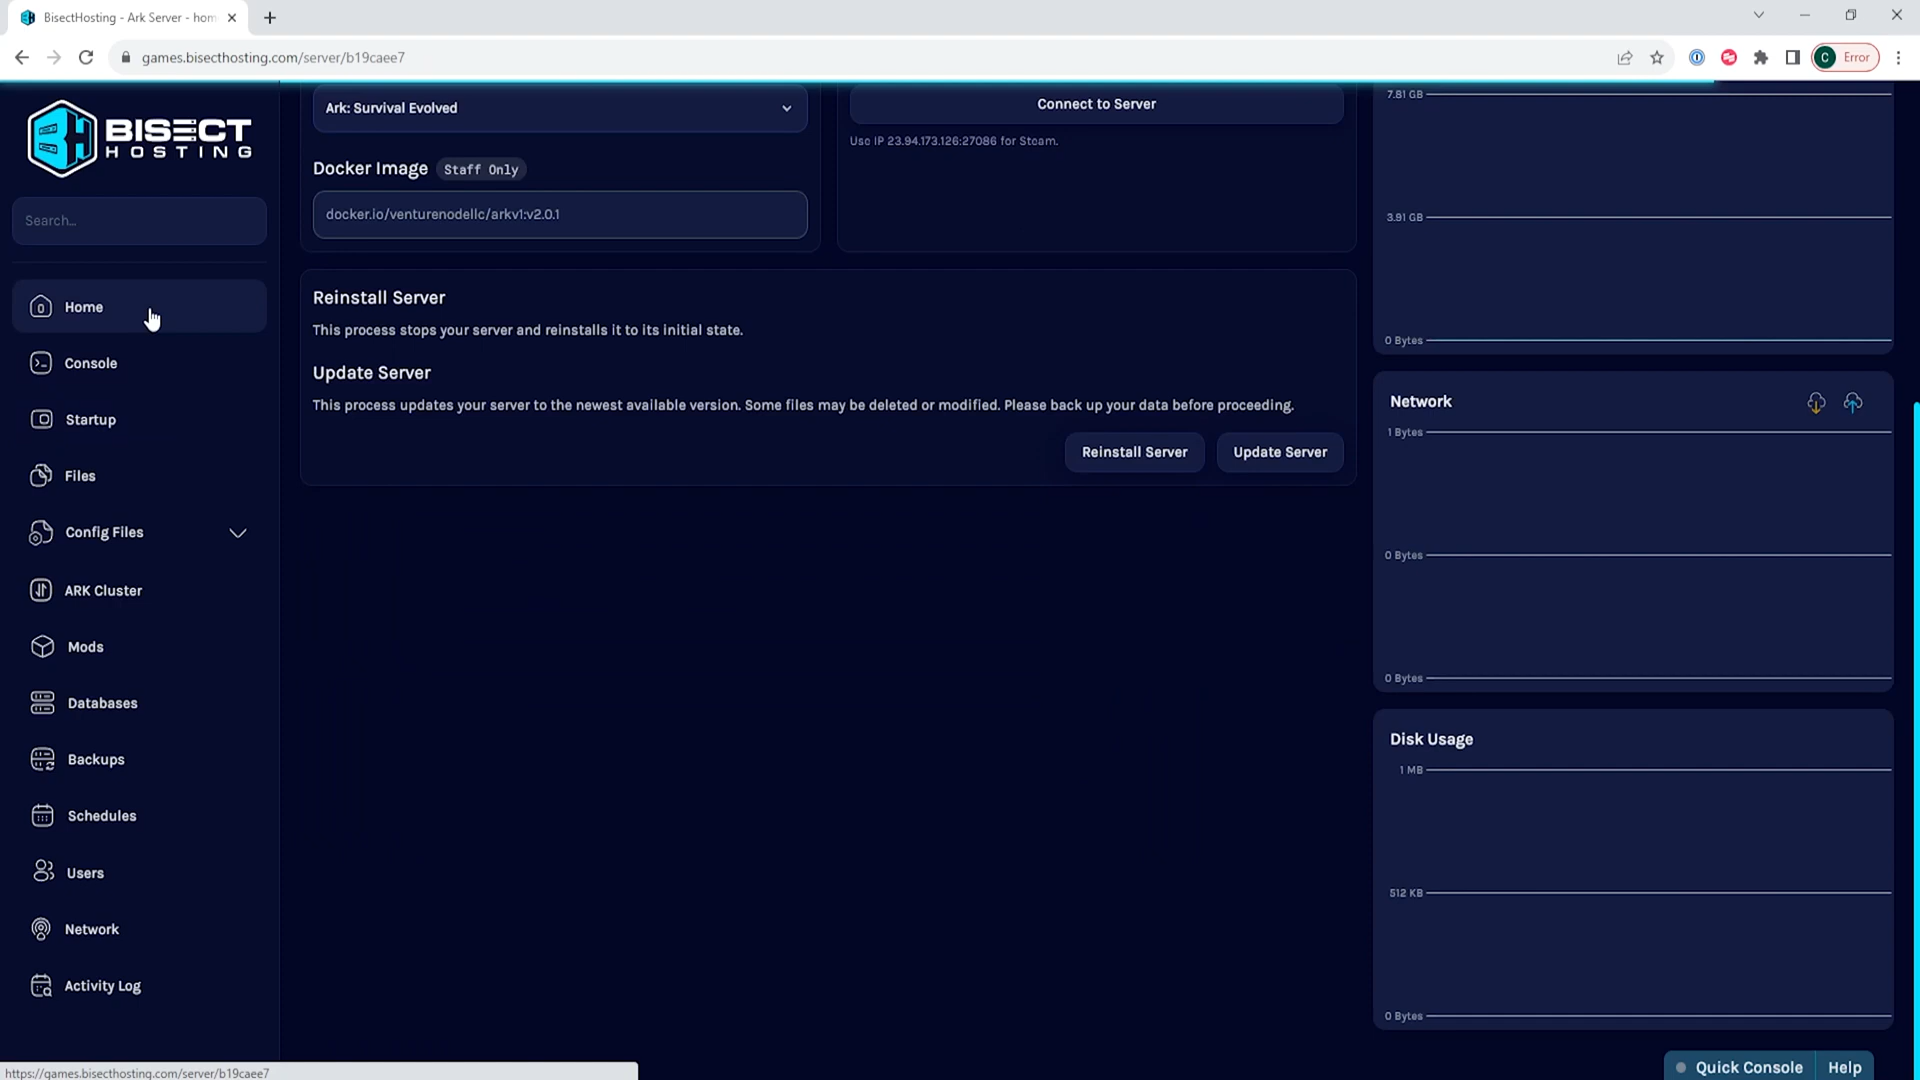 BisectHosting - Ark Server - hom
games.bisecthosting.com/server/b19caee7
C Error
BISECT
HOSTING
Search...
Home
Console
Startup
Files
Config Files
ARK Cluster
Mods
Databases
Backups
Schedules
Users
Network
Activity Log
Ark: Survival Evolved
Docker Image Staff Only
docker.io/venturenodellc/arkv1:v2.0.1
Connect to Server
Use IP 23.94.173.126:27086 for Steam.
Reinstall Server
This process stops your server and reinstalls it to its initial state.
Update Server
This process updates your server to the newest available version. Some files may be deleted or modified. Please back up your data before proceeding.
Reinstall Server Update Server
7.81 GB
3.91 GB
0 Bytes
Network
1 Bytes
0 Bytes
0 Bytes
Disk Usage
1 MB
512 KB
0 Bytes
Quick Console Help
https://games.bisecthosting.com/server/b19caee7